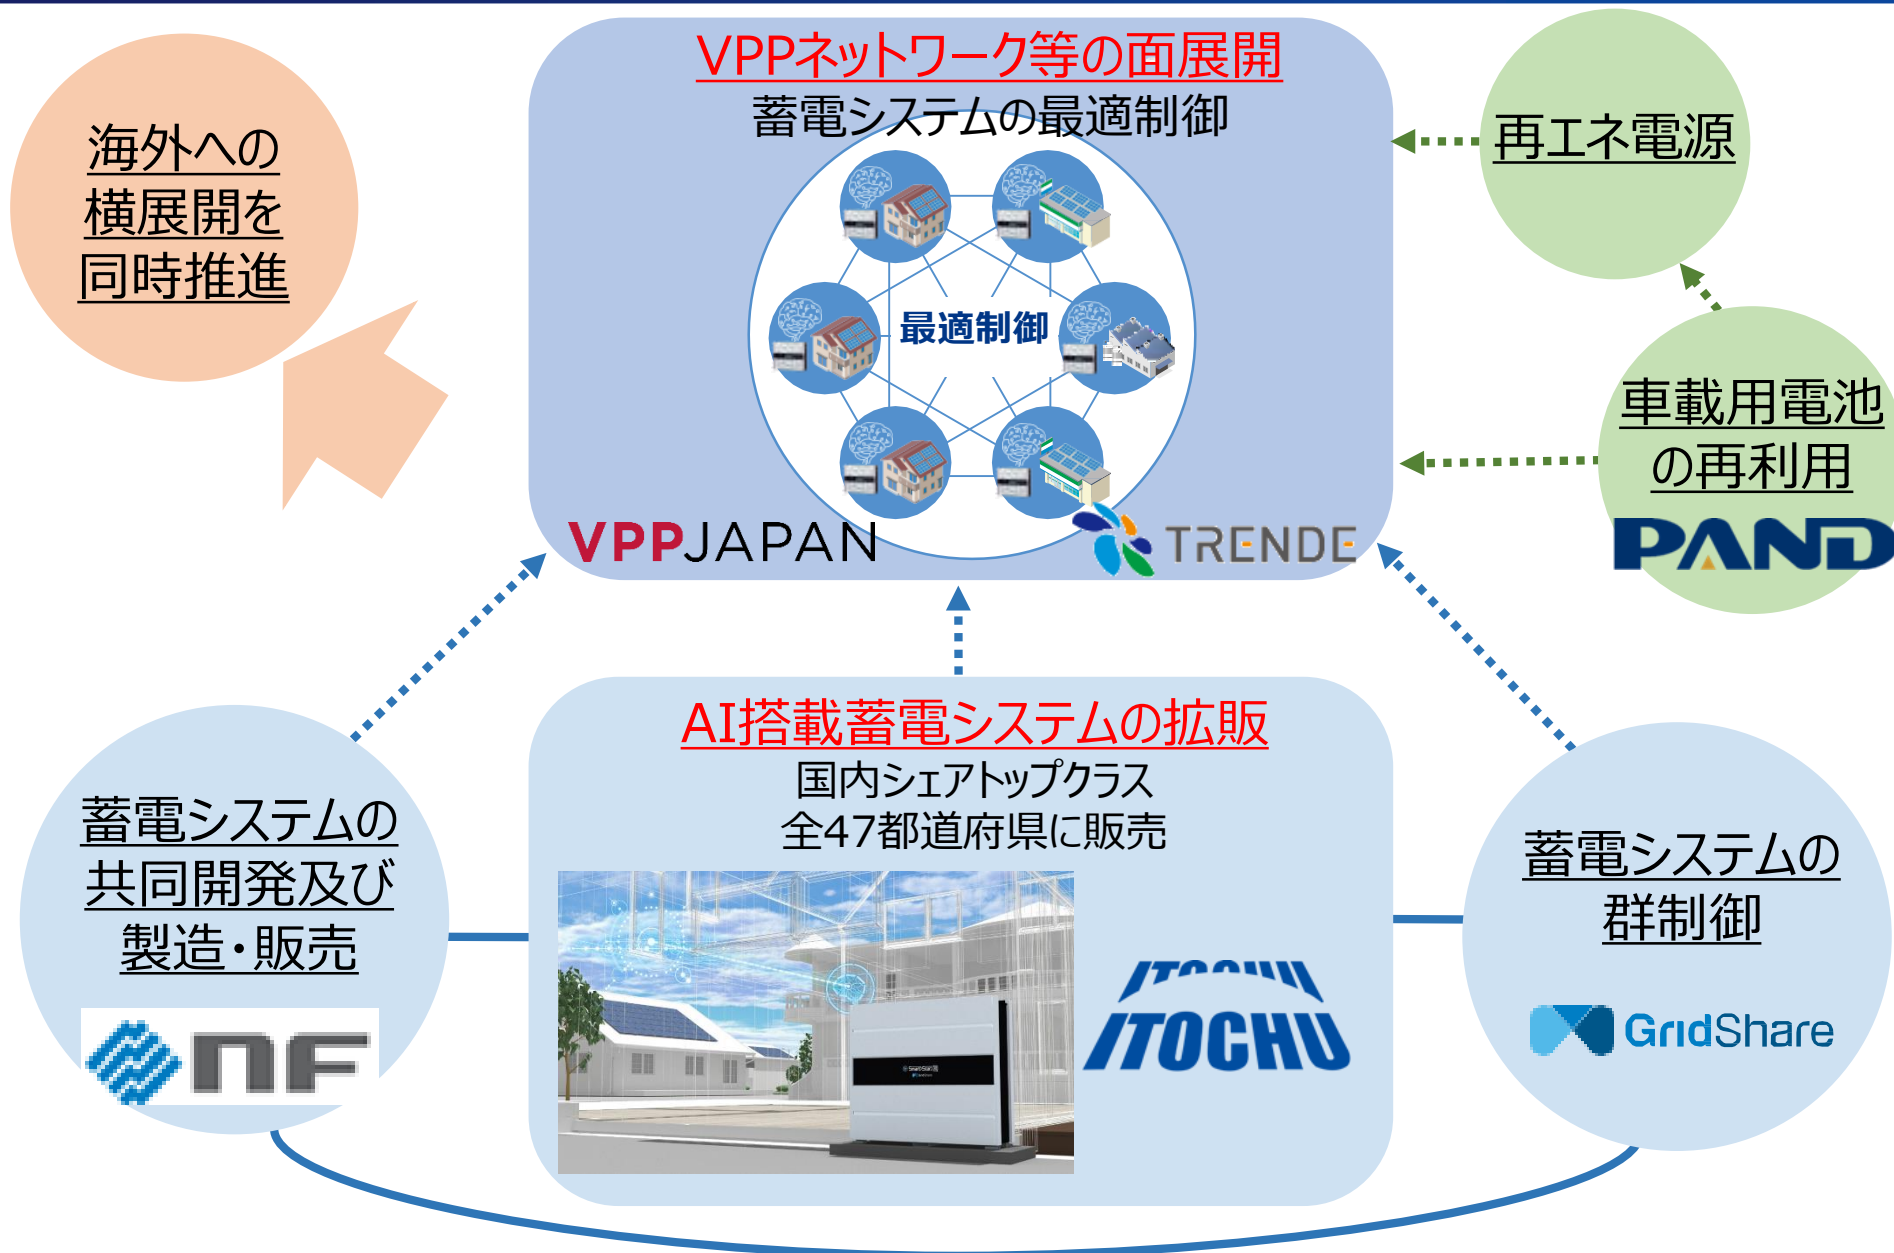 海外への
横展開を
同時推進
VPPネットワーク等の面展開
蓄電システムの最適制御
最適制御
VPPJAPAN
TRENDE
再エネ電源
車載用電池
の再利用
PAND
蓄電システムの
共同開発及び
製造・販売
NF
AI搭載蓄電システムの拡販
国内シェアトップクラス
全47都道府県に販売
ITOCHU
ITOCHU
蓄電システムの
群制御
GridShare